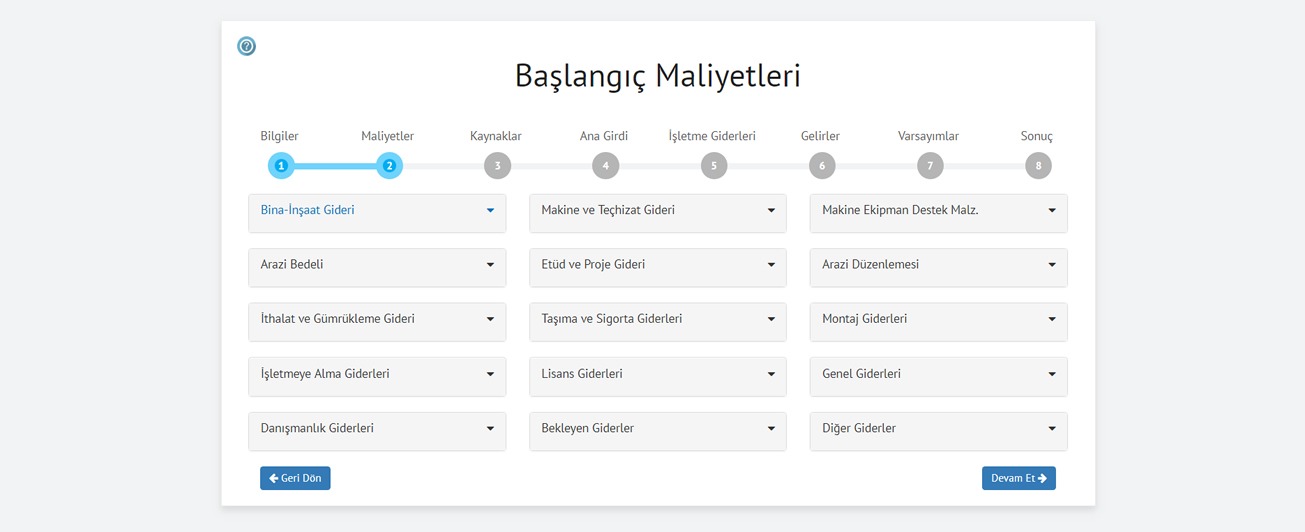 ?
Başlangıç Maliyetleri
Bilgiler Maliyetler Kaynaklar Ana Girdi İşletme Giderleri Gelirler Varsayımlar Sonuç
1 2 3 4 5 6 7 8
Bina-İnşaat Gideri Makine ve Teçhizat Gideri Makine Ekipman Destek Malz.
Arazi Bedeli Etüd ve Proje Gideri Arazi Düzenlemesi
İthalat ve Gümrükleme Gideri Taşıma ve Sigorta Giderleri Montaj Giderleri
İşletmeye Alma Giderleri Lisans Giderleri Genel Giderleri
Danışmanlık Giderleri Bekleyen Giderler Diğer Giderler
Geri Dön Devam Et